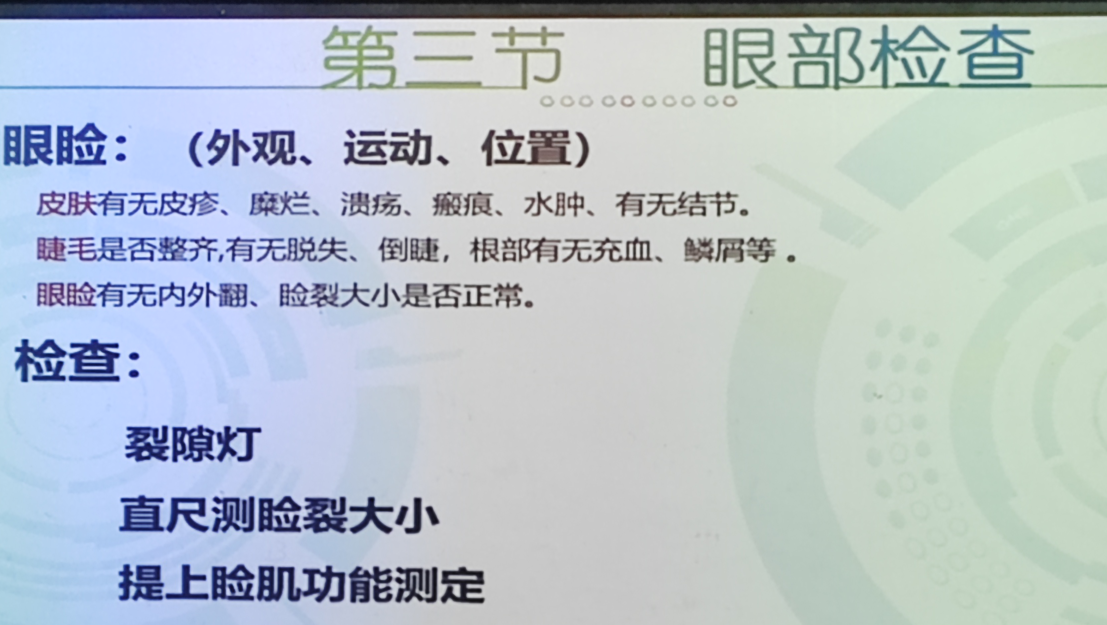 第三节 眼部检查
眼睑： （外观、运动、位置）
皮肤有无皮疹、糜烂、溃疡、瘢痕、水肿、有无结节。
睫毛是否整齐,有无脱失、倒睫，根部有无充血、鳞屑等 。
眼睑有无内外翻、睑裂大小是否正常。
检查：
裂隙灯
直尺测睑裂大小
提上睑肌功能测定